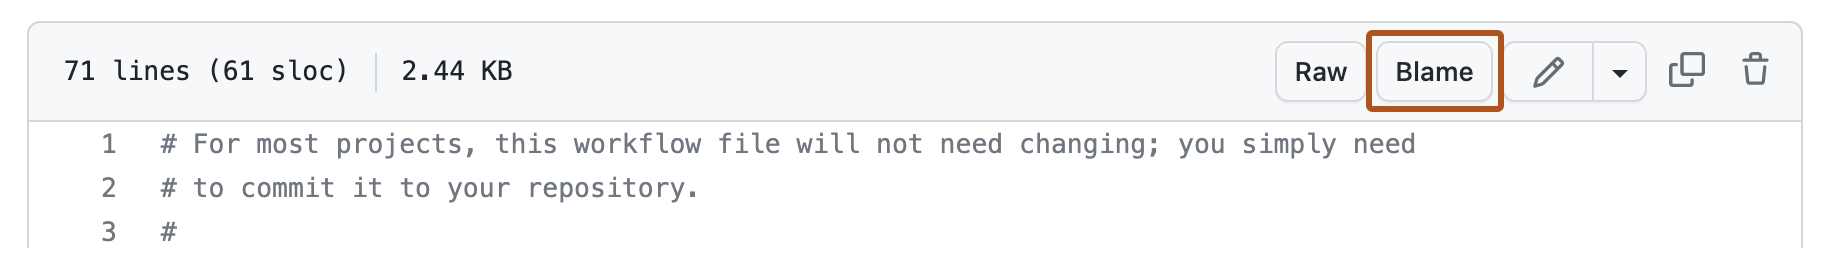 71 lines (61 sloc) 2.44 KB Raw Blame
1 # For most projects, this workflow file will not need changing; you simply need
2 # to commit it to your repository.
3 #